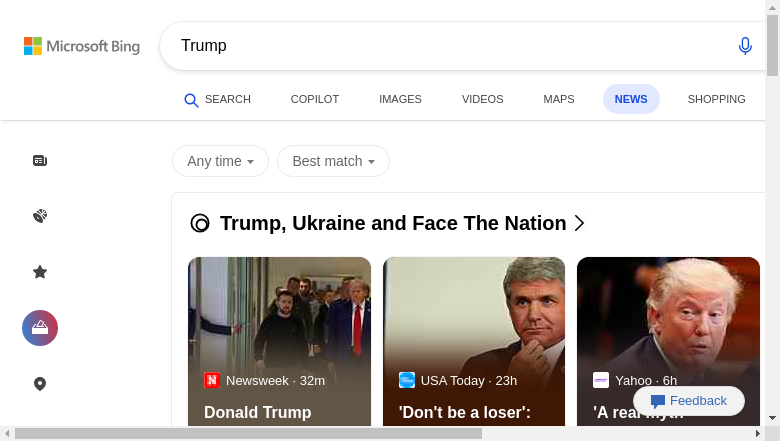 Microsoft Bing
Trump
SEARCH
COPILOT
IMAGES
VIDEOS
MAPS
NEWS
SHOPPING
Any time
Best match
Trump, Ukraine and Face The Nation
Newsweek · 32m
Donald Trump
USA Today · 23h
'Don't be a loser':
Yahoo · 6h
'A real myth
Feedback